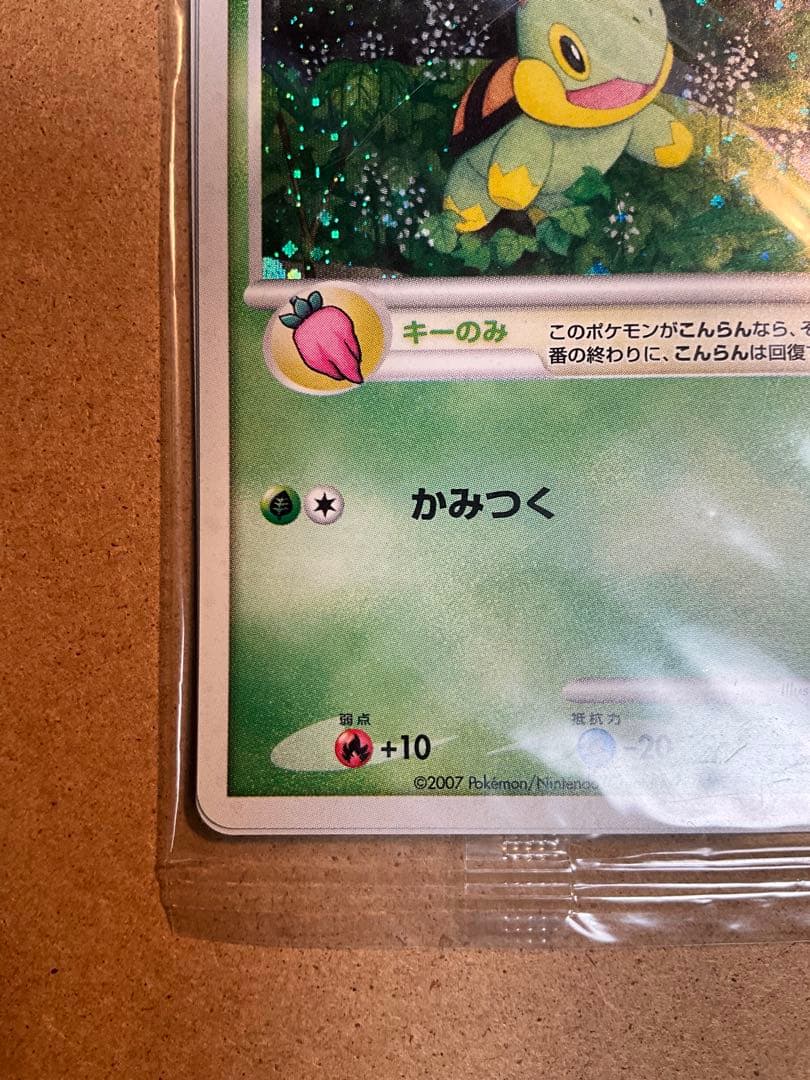 キーのみ
このポケモンがこんらんなら、
番の終わりに、こんらんは回復
かみつく
Illus
弱点
抵抗力
+10
-20
©2007 Pokémon/Nintendo